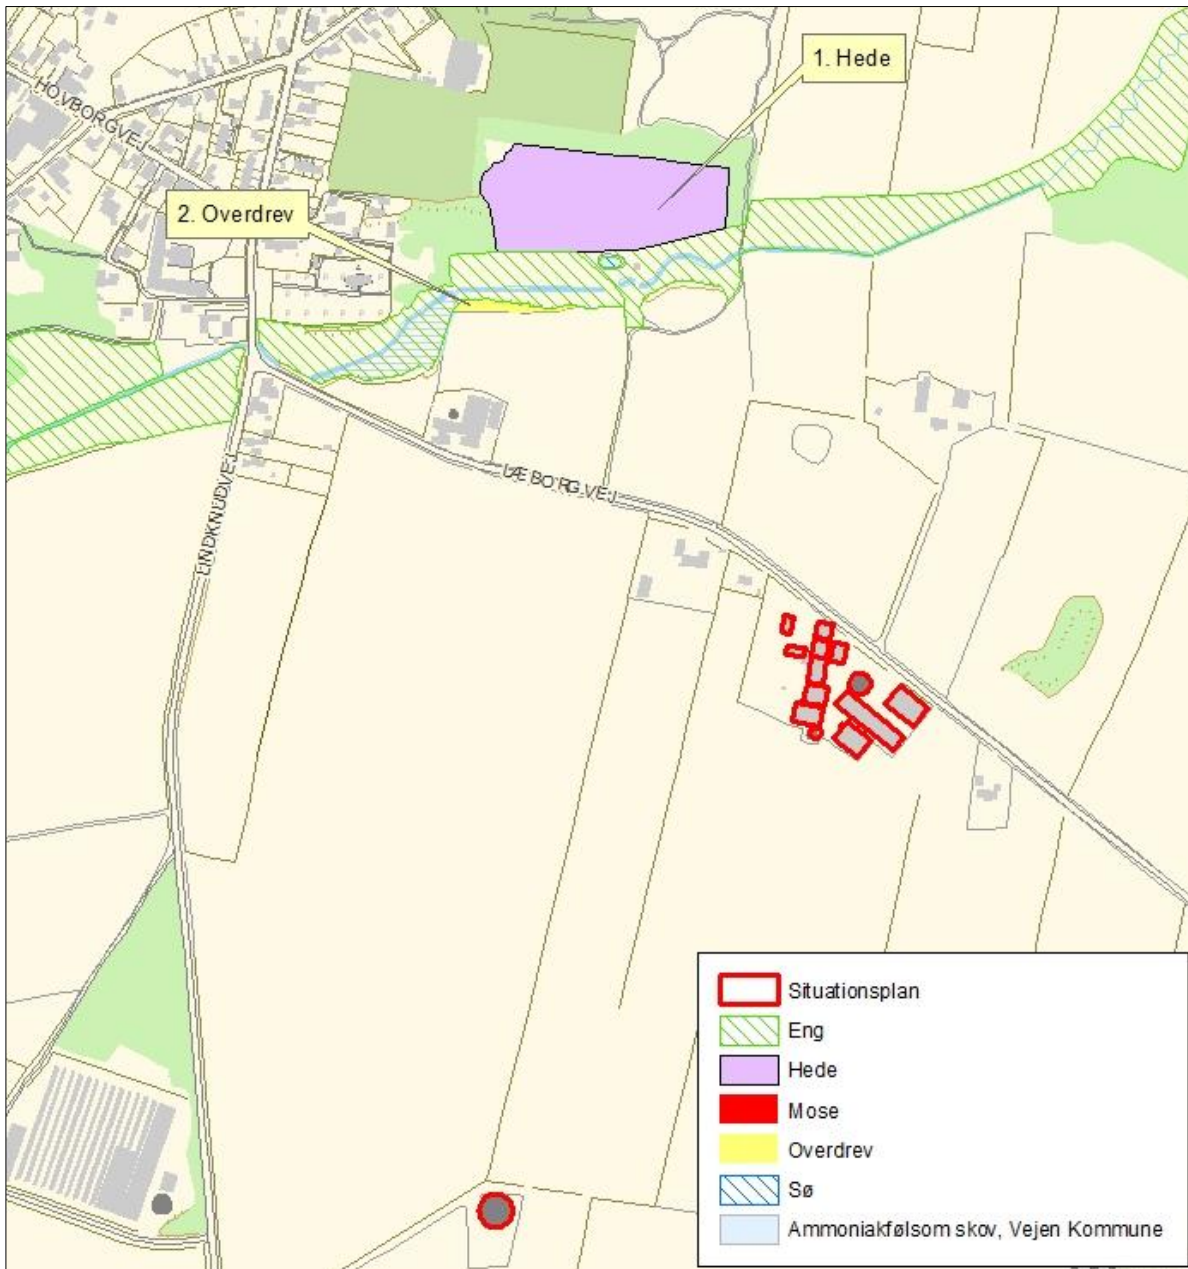 1. Hede
HOVBORGVEJ
2. Overdrev
LÆBORGVEJ
LINDKNUDVEJ
Situationsplan
Eng
Hede
Mose
Overdrev
Sø
Ammoniakfølsom skov, Vejen Kommune